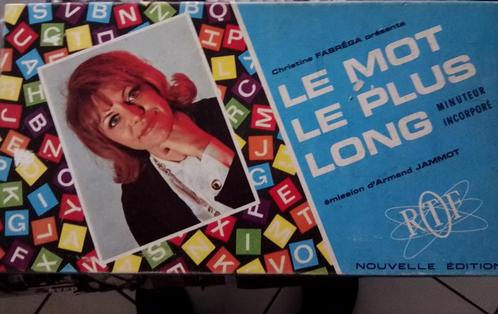 Christine FABRÉGA présente
LE MOT
LE PLUS
LONG
MINUTEUR
INCORPORÉ
émission d'Armand JAMMOT
RTF
NOUVELLE ÉDITION